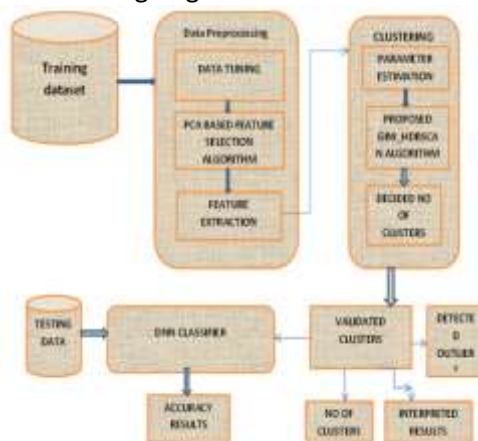 Training
dataset
Data Preprocessing
DATA TUNING
PCA BASED FEATURE
SELECTION
ALGORITHM
FEATURE
EXTRACTION
CLUSTERING
PARAMETER
ESTIMATION
PROPOSED
N ALGORITHM
DECIDED NO
OF
CLUSTERS
TESTING
DATA
DNN CLASSIFIER
VALIDATED
CLUSTERS
DETECTE
D
OUTLIER
ACCURACY
RESULTS
NO OF
CLUSTERS
INTERPRETED
RESULTS